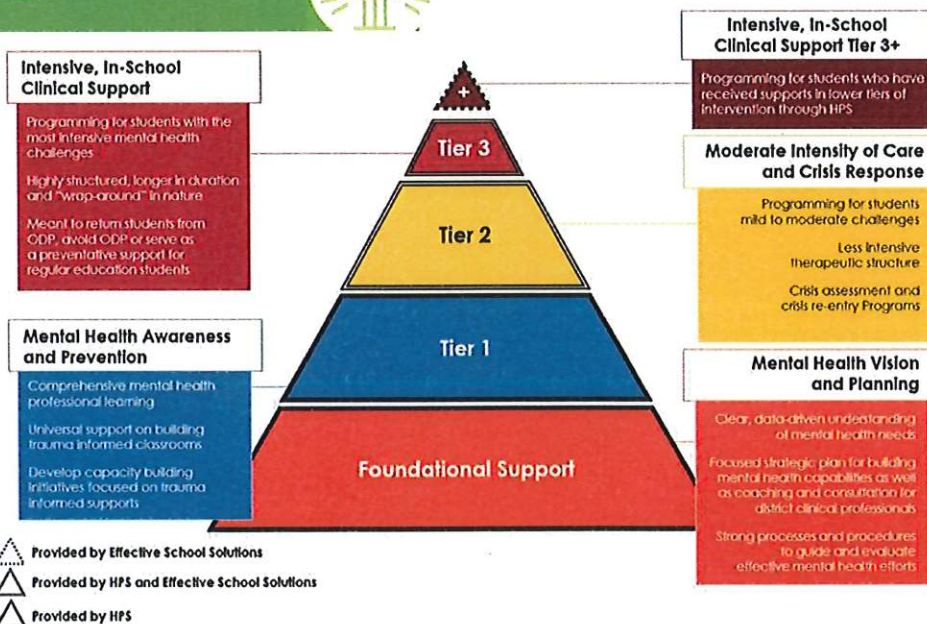 Intensive, In-School
Clinical Support
Programming for students with the
most intensive mental health
challenges
Highly structured, longer in duration
and "wrap-around" in nature
Meant to return students from
ODP, avoid ODP or serve as
a preventative support for
regular education students
Mental Health Awareness
and Prevention
Comprehensive mental health
professional learning
Universal support on building
trauma informed classrooms
Develop capacity building
initiatives focused on trauma
informed supports
+
Tier 3
Tier 2
Tier 1
Foundational Support
Intensive, In-School
Clinical Support Tier 3+
Programming for students who have
received supports in lower tiers of
intervention through HPS
Moderate Intensity of Care
and Crisis Response
Programming for students
mild to moderate challenges
Less intensive
therapeutic structure
Crisis assessment and
crisis re-entry Programs
Mental Health Vision
and Planning
Clear, data-driven understanding
of mental health needs
Focused strategic plan for building
mental health capabilities as well
as coaching and consultation for
district clinical professionals
Strong processes and procedures
to guide and evaluate
effective mental health efforts
Provided by Effective School Solutions
Provided by HPS and Effective School Solutions
Provided by HPS